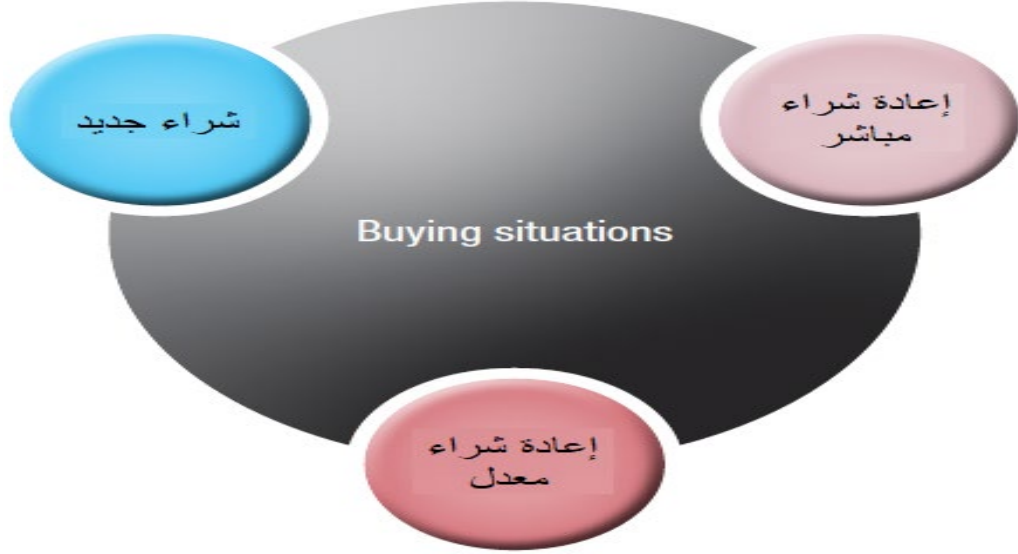 إعادة شراء
مباشر
شراء جديد
Buying situations
إعادة شراء
معدل